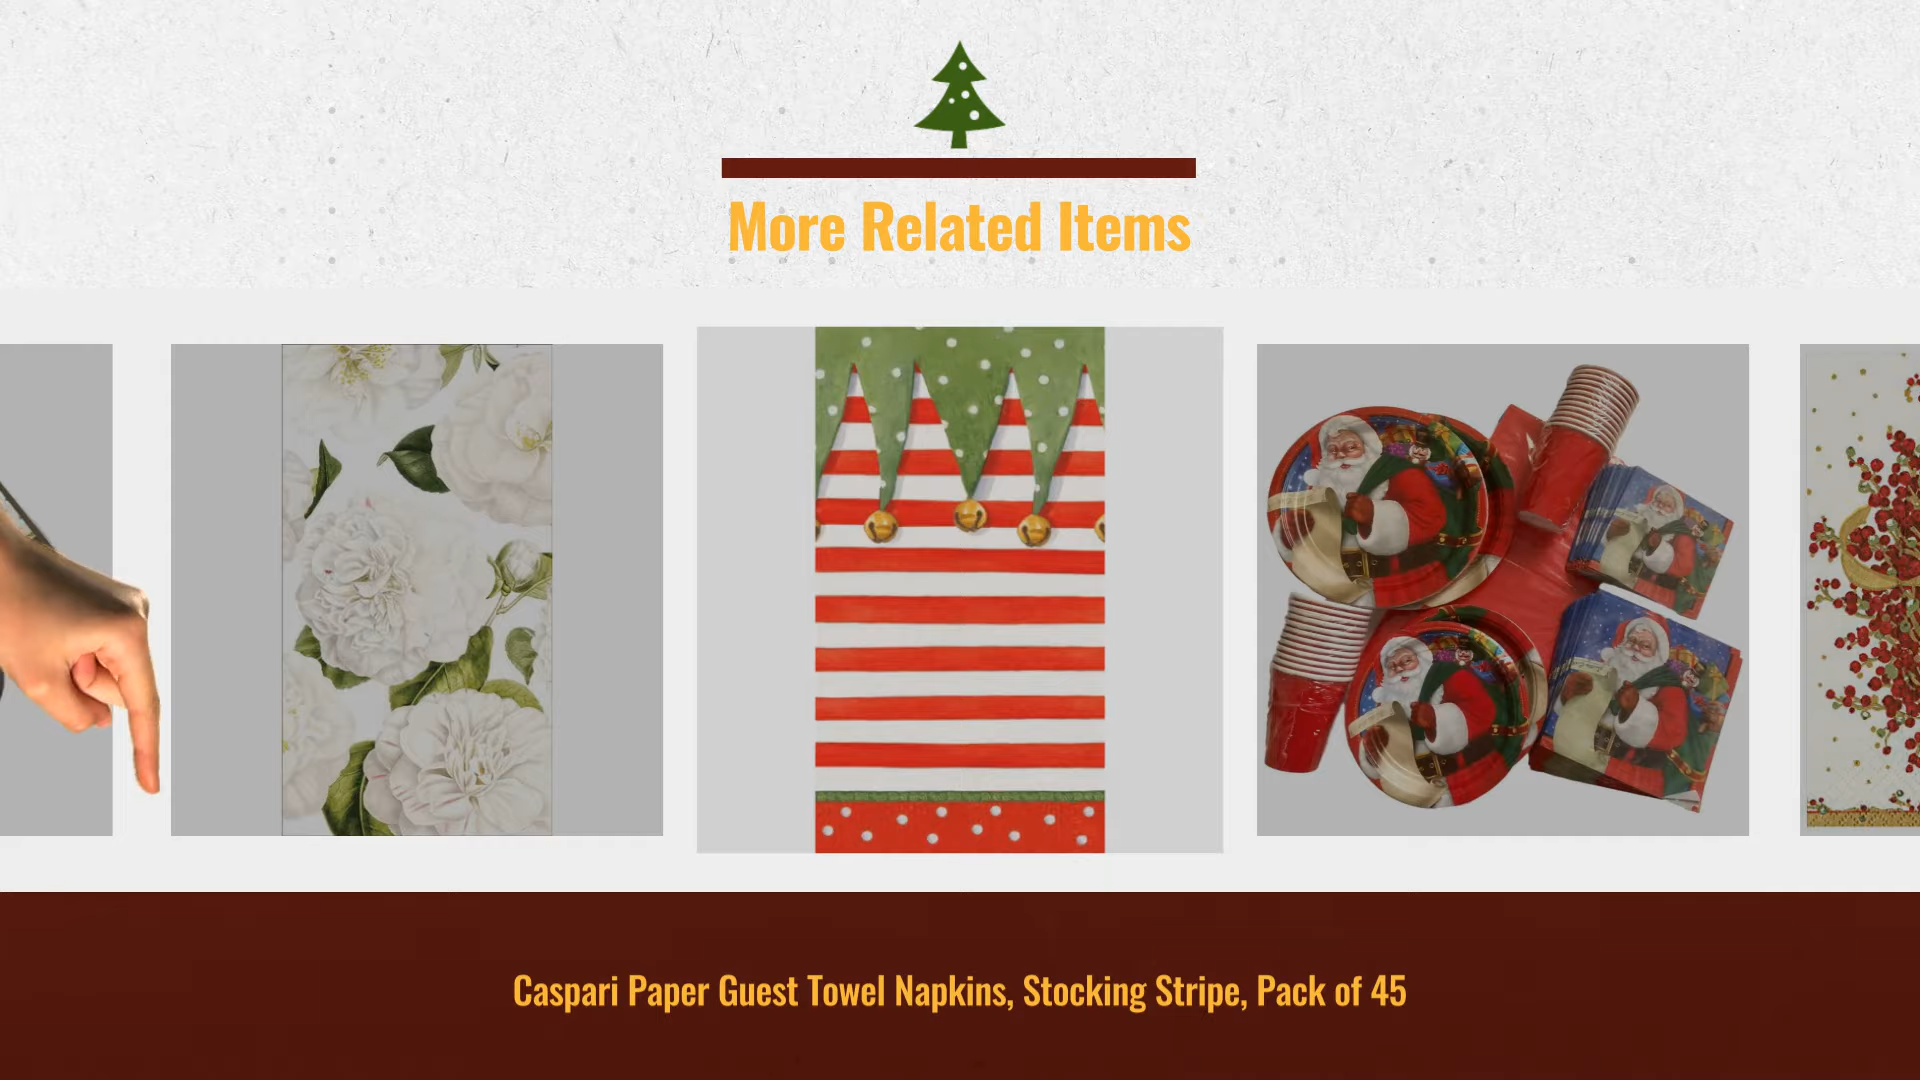 More Related Items
Caspari Paper Guest Towel Napkins, Stocking Stripe, Pack of 45